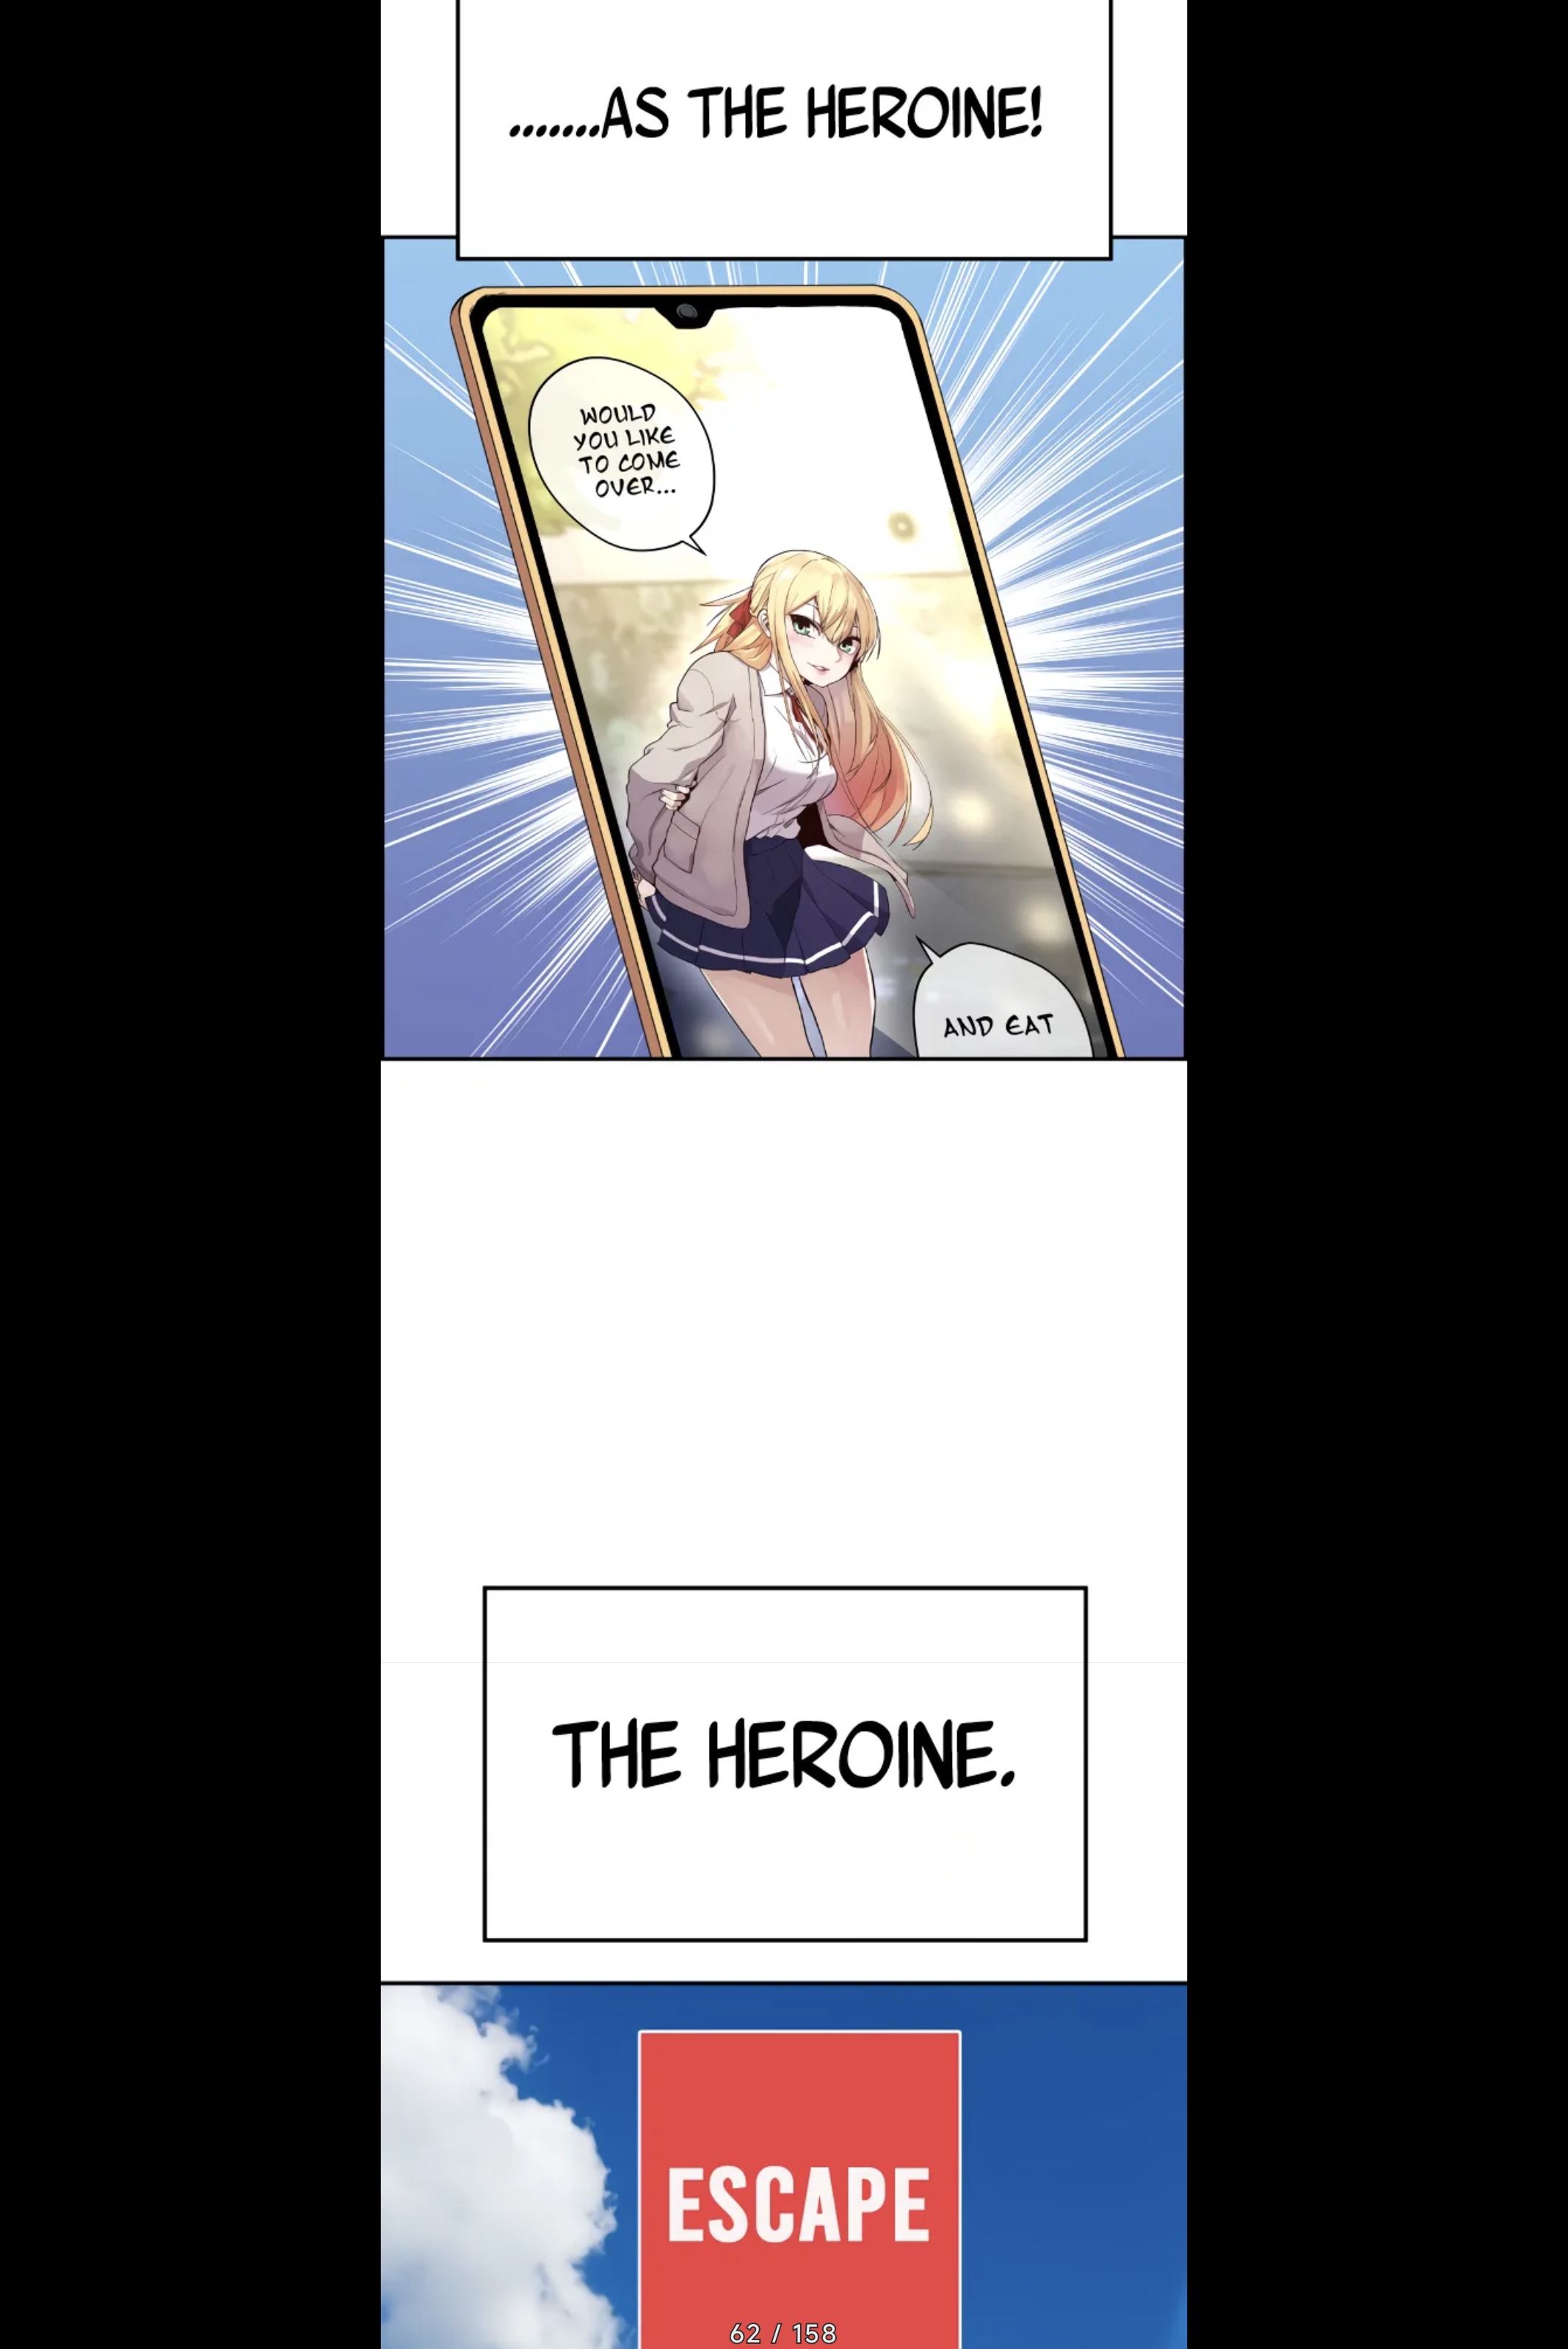 .......AS THE HEROINE!
WOULD
YOU LIKE
TO COME
OVER...
AND EAT
THE HEROINE.
ESCAPE
62 / 158